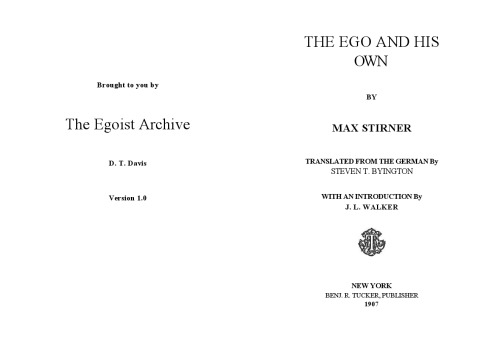 Brought to you by
The Egoist Archive
D. T. Davis
Version 1.0
THE EGO AND HIS
OWN
BY
MAX STIRNER
TRANSLATED FROM THE GERMAN By
STEVEN T. BYINGTON
WITH AN INTRODUCTION By
J. L. WALKER
NEW YORK
BENJ. R. TUCKER, PUBLISHER
1907